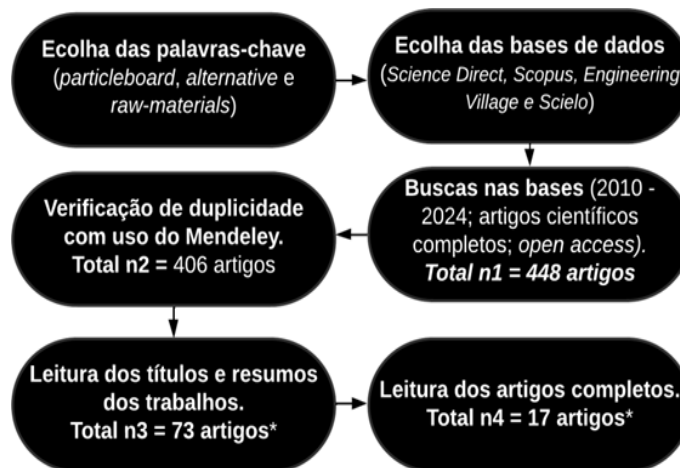 Ecolha das palavras-chave
(particleboard, alternative e
raw-materials)
Ecolha das bases de dados
(Science Direct, Scopus, Engineering
Village e Scielo)
Buscas nas bases (2010 -
2024; artigos científicos
completos; open access).
Total n1 = 448 artigos
Verificação de duplicidade
com uso do Mendeley.
Total n2 = 406 artigos
Leitura dos títulos e resumos
dos trabalhos.
Total n3 = 73 artigos*
Leitura dos artigos completos.
Total n4 = 17 artigos*